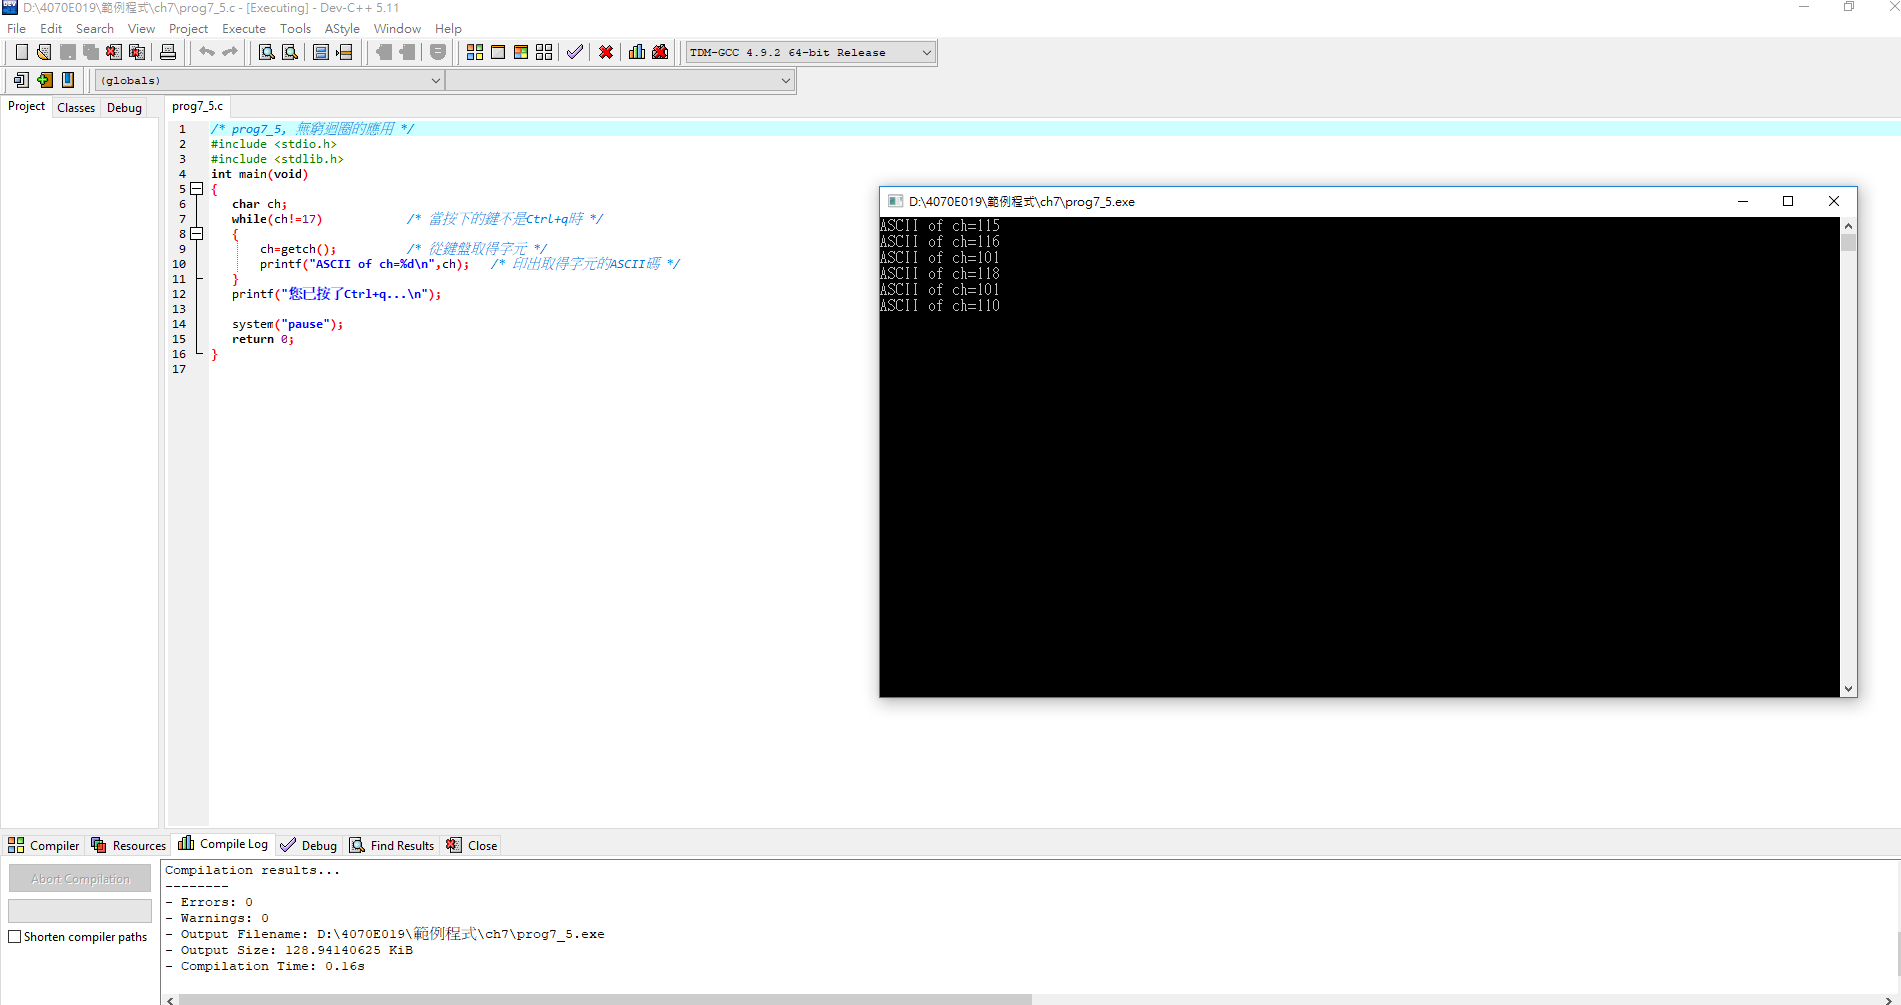 D:\4070E019\範例程式\ch7\prog7_5.c - [Executing] - Dev-C++ 5.11
File Edit Search View Project Execute Tools AStyle Window Help
TDM-GCC 4.9.2 64-bit Release
(globals)
Project Classes Debug
prog7_5.c
1 /* prog7_5, 無窮迴圈的應用 */
2 #include <stdio.h>
3 #include <stdlib.h>
4 int main(void)
5 {
6 char ch;
7 while(ch!=17) /* 當按下的鍵不是Ctrl+q時 */
8 {
9 ch=getch(); /* 從鍵盤取得字元 */
10 printf("ASCII of ch=%d\n",ch); /* 印出取得字元的ASCII碼 */
11 }
12 printf("您已按了Ctrl+q...\n");
13
14 system("pause");
15 return 0;
16 }
17
D:\4070E019\範例程式\ch7\prog7_5.exe
ASCII of ch=115
ASCII of ch=116
ASCII of ch=101
ASCII of ch=118
ASCII of ch=101
ASCII of ch=110
Compiler Resources Compile Log Debug Find Results Close
Abort Compilation
Shorten compiler paths
Compilation results...
--------
- Errors: 0
- Warnings: 0
- Output Filename: D:\4070E019\範例程式\ch7\prog7_5.exe
- Output Size: 128.94140625 KiB
- Compilation Time: 0.16s